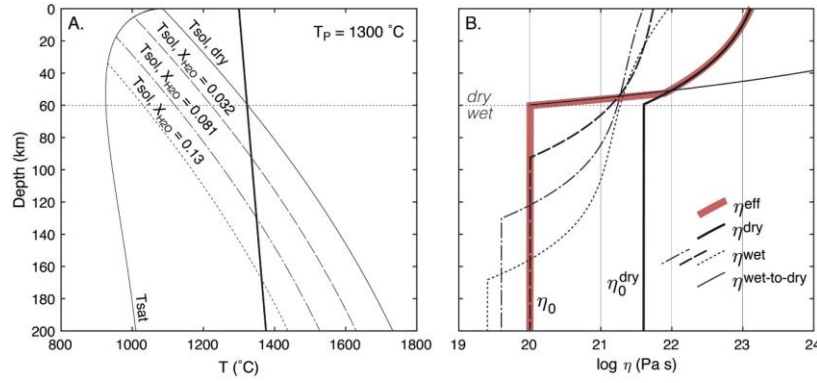 A.
T_P = 1300 °C
Tsol, dry
Tsol, X_H2O = 0.032
Tsol, X_H2O = 0.081
Tsol, X_H2O = 0.13
Tsat
0
20
40
60
80
100
120
140
160
180
200
Depth (km)
800
1000
1200
1400
1600
1800
T (°C)
B.
dry
wet
η^eff
η^dry
η^wet
η^wet-to-dry
η_0
η_0^dry
19
20
21
22
23
24
log η (Pa s)